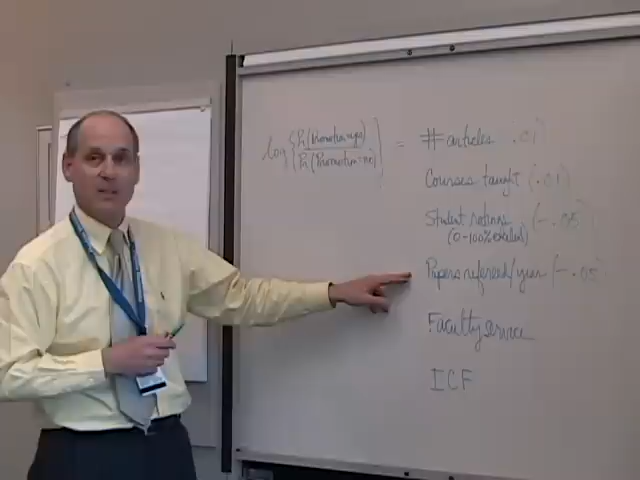 log ( Pr(Promotion=yes) / Pr(Promotion=no) ) = # articles .01
Courses taught (.01)
Student ratings (-.05)
(0-100% excellent)
Papers refereed/year (-.05
Faculty service
ICF